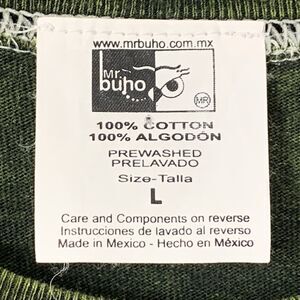 www.mrbuho.com.mx
Mr.
buho
MR
100% COTTON
100% ALGODÓN
PREWASHED
PRELAVADO
Size-Talla
L
Care and Components on reverse
Instrucciones de lavado al reverso
Made in Mexico - Hecho en México